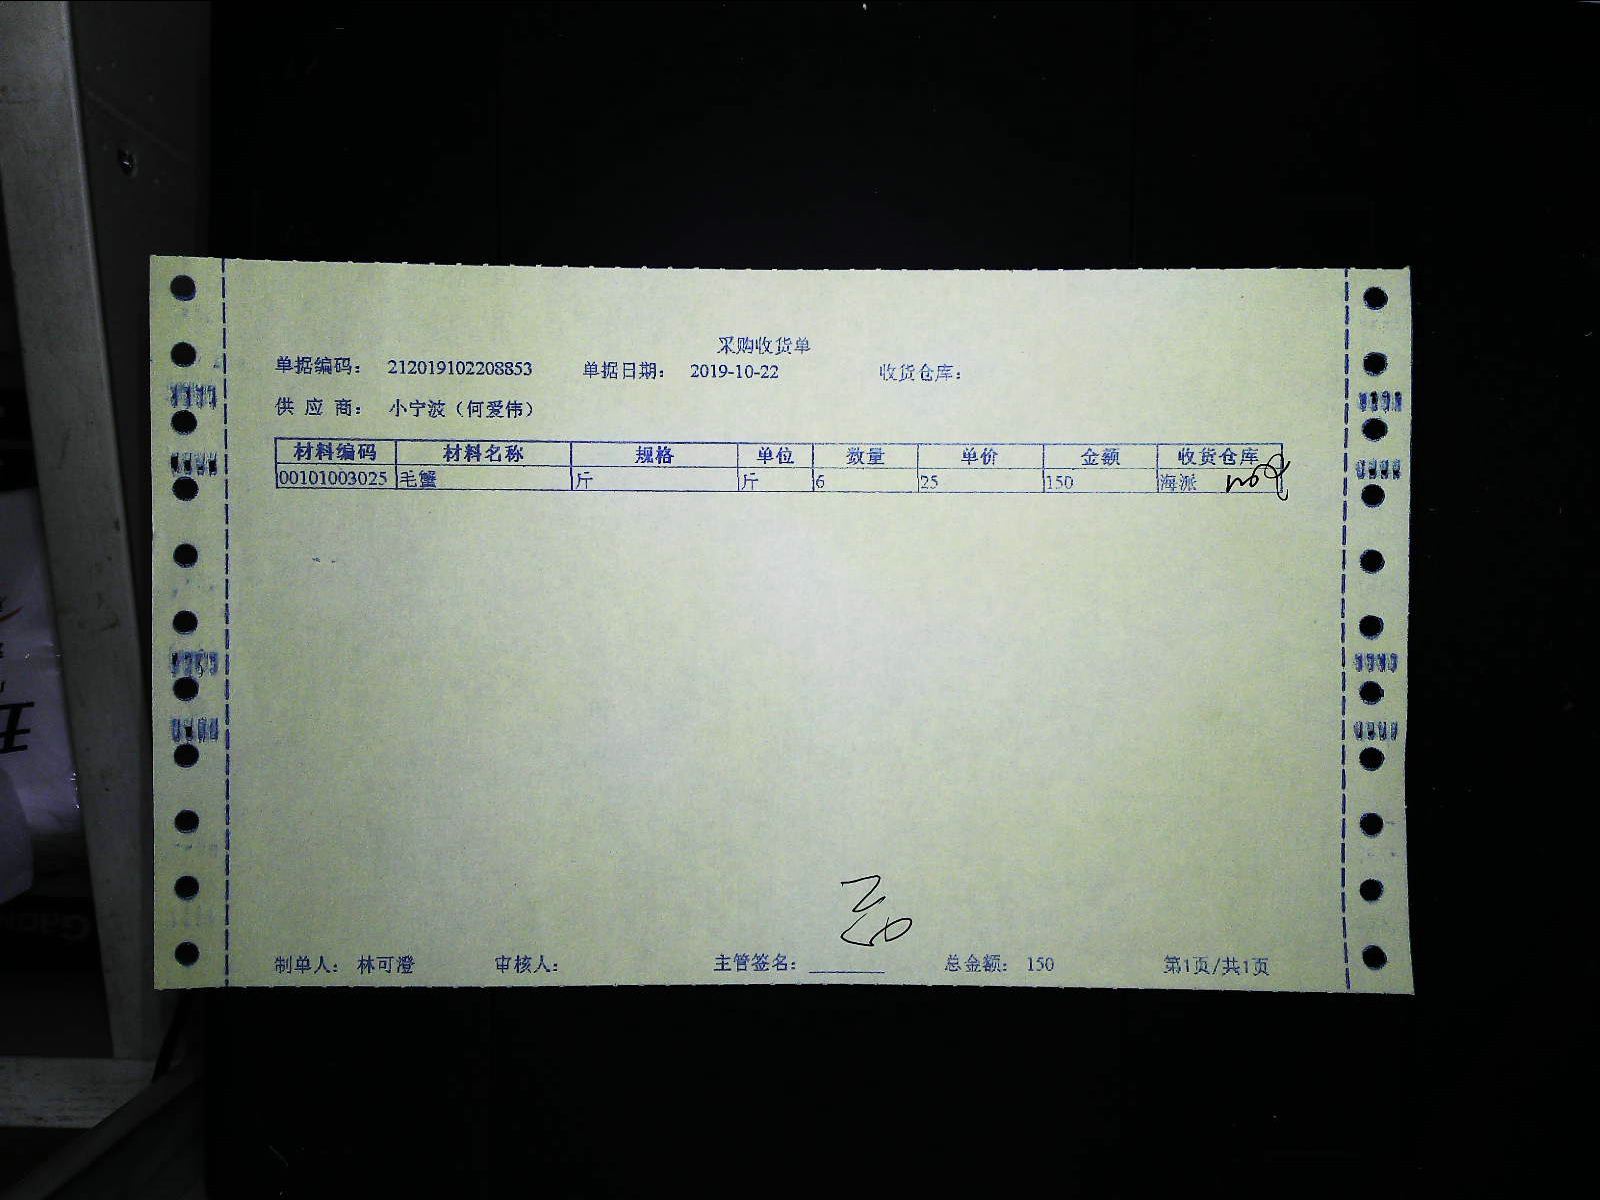 采购收货单
单据编码： 212019102208853 单据日期： 2019-10-22 收货仓库：
供 应 商： 小宁波（何爱伟）
材料编码 材料名称 规格 单位 数量 单价 金额 收货仓库
00101003025 毛蟹 斤 斤 6 25 150 海派
制单人： 林可澄 审核人： 主管签名： 总金额： 150 第1页/共1页